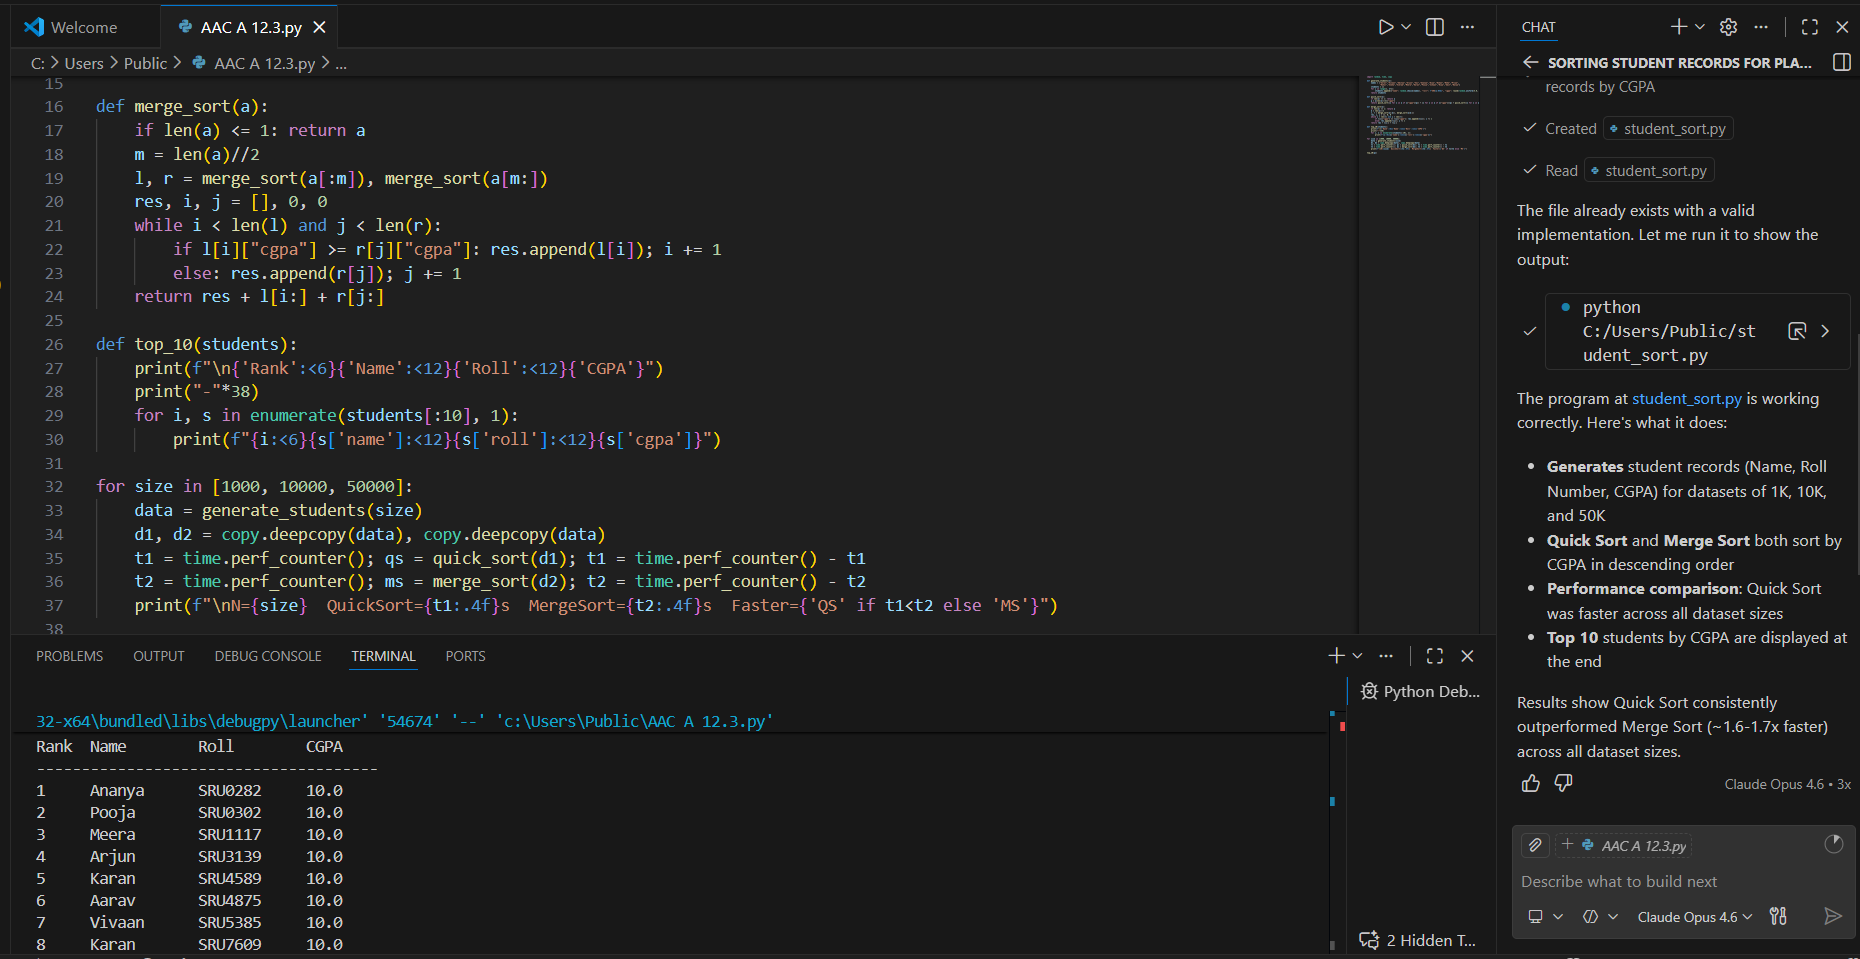 Welcome
AAC A 12.3.py
C: > Users > Public > AAC A 12.3.py > ...
15
16 def merge_sort(a):
17     if len(a) <= 1: return a
18     m = len(a)//2
19     l, r = merge_sort(a[:m]), merge_sort(a[m:])
20     res, i, j = [], 0, 0
21     while i < len(l) and j < len(r):
22         if l[i]["cgpa"] >= r[j]["cgpa"]: res.append(l[i]); i += 1
23         else: res.append(r[j]); j += 1
24     return res + l[i:] + r[j:]
25
26 def top_10(students):
27     print(f"\n{'Rank':<6}{'Name':<12}{'Roll':<12}{'CGPA'}")
28     print("-"*38)
29     for i, s in enumerate(students[:10], 1):
30         print(f"{i:<6}{s['name']:<12}{s['roll']:<12}{s['cgpa']}")
31
32 for size in [1000, 10000, 50000]:
33     data = generate_students(size)
34     d1, d2 = copy.deepcopy(data), copy.deepcopy(data)
35     t1 = time.perf_counter(); qs = quick_sort(d1); t1 = time.perf_counter() - t1
36     t2 = time.perf_counter(); ms = merge_sort(d2); t2 = time.perf_counter() - t2
37     print(f"\nN={size}  QuickSort={t1:.4f}s  MergeSort={t2:.4f}s  Faster={'QS' if t1<t2 else 'MS'}")
38
PROBLEMS OUTPUT DEBUG CONSOLE TERMINAL PORTS
Python Deb...
32-x64\bundled\libs\debugpy\launcher' '54674' '--' 'c:\Users\Public\AAC A 12.3.py'
Rank Name Roll CGPA
--------------------------------------
1 Ananya SRU0282 10.0
2 Pooja SRU0302 10.0
3 Meera SRU1117 10.0
4 Arjun SRU3139 10.0
5 Karan SRU4589 10.0
6 Aarav SRU4875 10.0
7 Vivaan SRU5385 10.0
8 Karan SRU7609 10.0
2 Hidden T...
CHAT
SORTING STUDENT RECORDS FOR PLA...
records by CGPA
Created student_sort.py
Read student_sort.py
The file already exists with a valid
implementation. Let me run it to show the
output:
python
C:/Users/Public/st
udent_sort.py
The program at student_sort.py is working
correctly. Here's what it does:
• Generates student records (Name, Roll
Number, CGPA) for datasets of 1K, 10K,
and 50K
• Quick Sort and Merge Sort both sort by
CGPA in descending order
• Performance comparison: Quick Sort
was faster across all dataset sizes
• Top 10 students by CGPA are displayed at
the end
Results show Quick Sort consistently
outperformed Merge Sort (~1.6-1.7x faster)
across all dataset sizes.
Claude Opus 4.6 • 3x
AAC A 12.3.py
Describe what to build next
Claude Opus 4.6